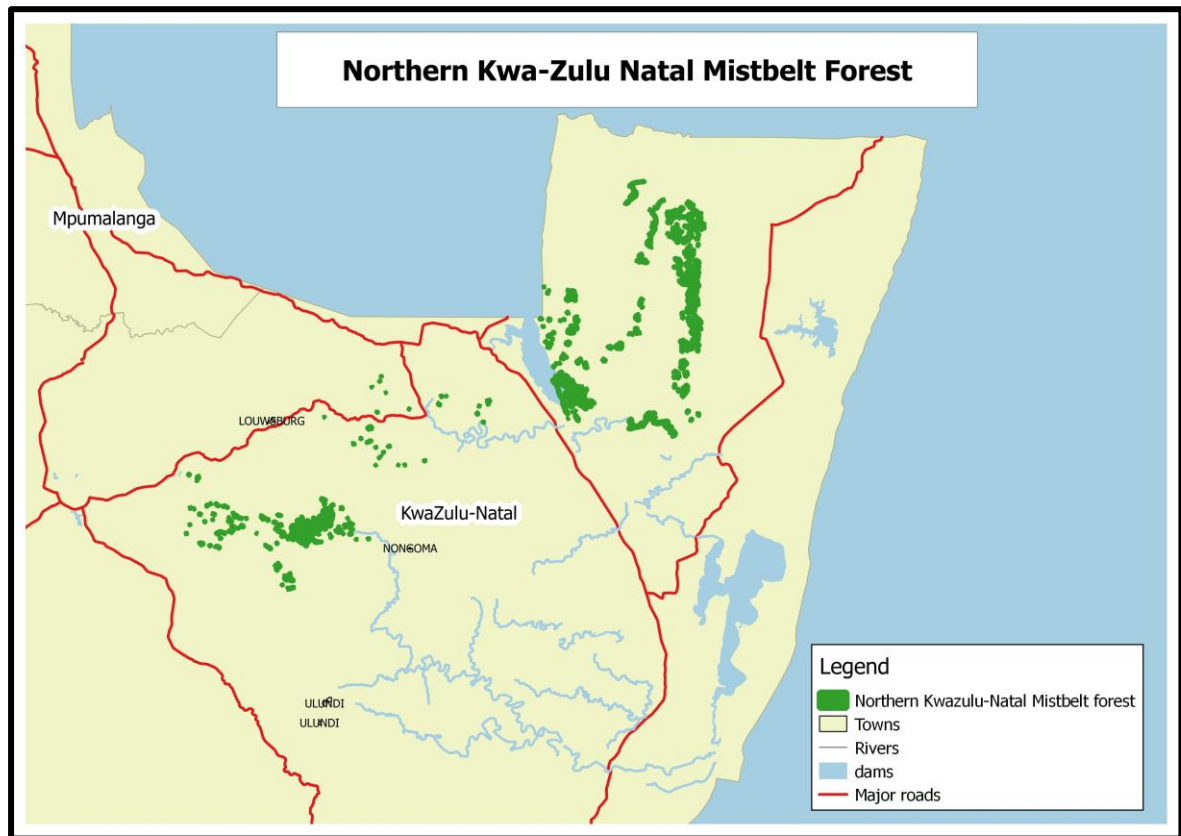 Northern Kwa-Zulu Natal Mistbelt Forest
Mpumalanga
LOUWSBURG
KwaZulu-Natal
NONGOMA
ULUNDI
ULUNDI
Legend
Northern Kwazulu-Natal Mistbelt forest
Towns
Rivers
dams
Major roads